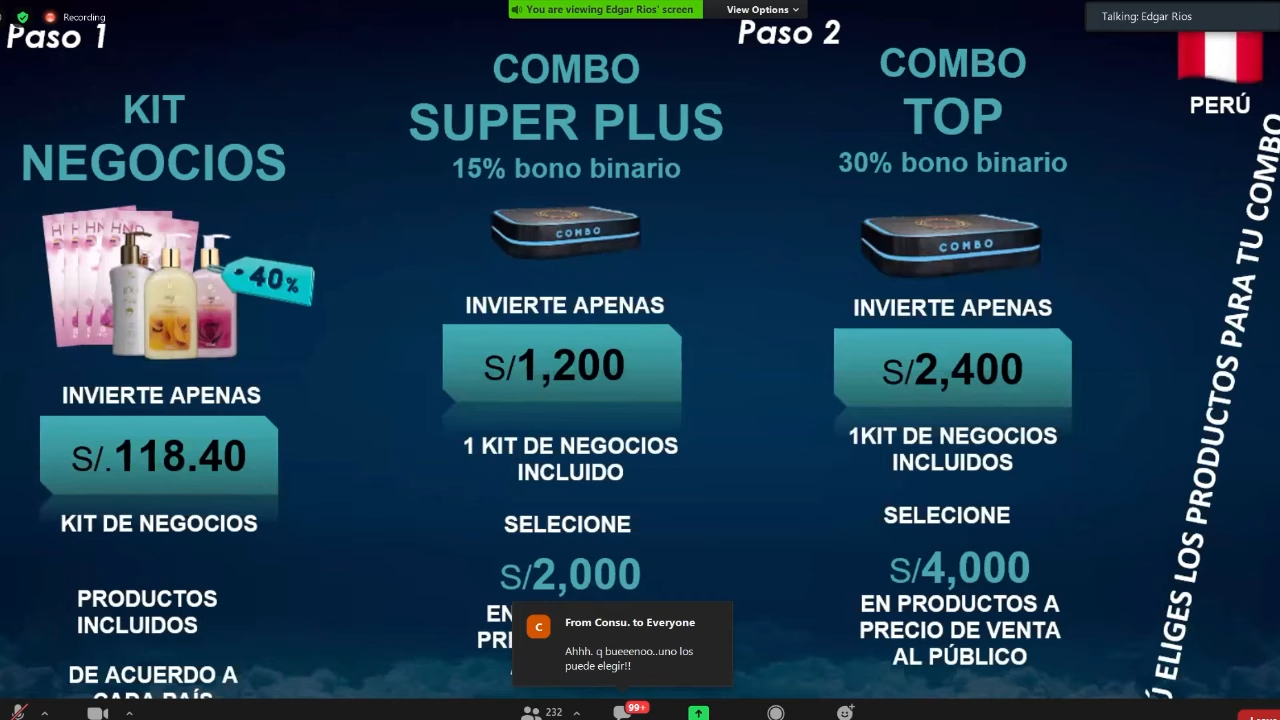 Recording
You are viewing Edgar Rios' screen
View Options
Talking: Edgar Rios
Paso 1
KIT
NEGOCIOS
HND
- 40%
INVIERTE APENAS
S/.118.40
KIT DE NEGOCIOS
PRODUCTOS
INCLUIDOS
DE ACUERDO A
CADA PAÍS
COMBO
SUPER PLUS
15% bono binario
COMBO
INVIERTE APENAS
S/1,200
1 KIT DE NEGOCIOS
INCLUIDO
SELECIONE
S/2,000
EN
Paso 2
COMBO
TOP
30% bono binario
COMBO
INVIERTE APENAS
S/2,400
1KIT DE NEGOCIOS
INCLUIDOS
SELECIONE
S/4,000
EN PRODUCTOS A
PRECIO DE VENTA
AL PÚBLICO
PERÚ
ELIGES LOS PRODUCTOS PARA TU COMBO
C
From Consu. to Everyone
Ahhh. q bueeenoo..uno los
puede elegir!!
232
99+